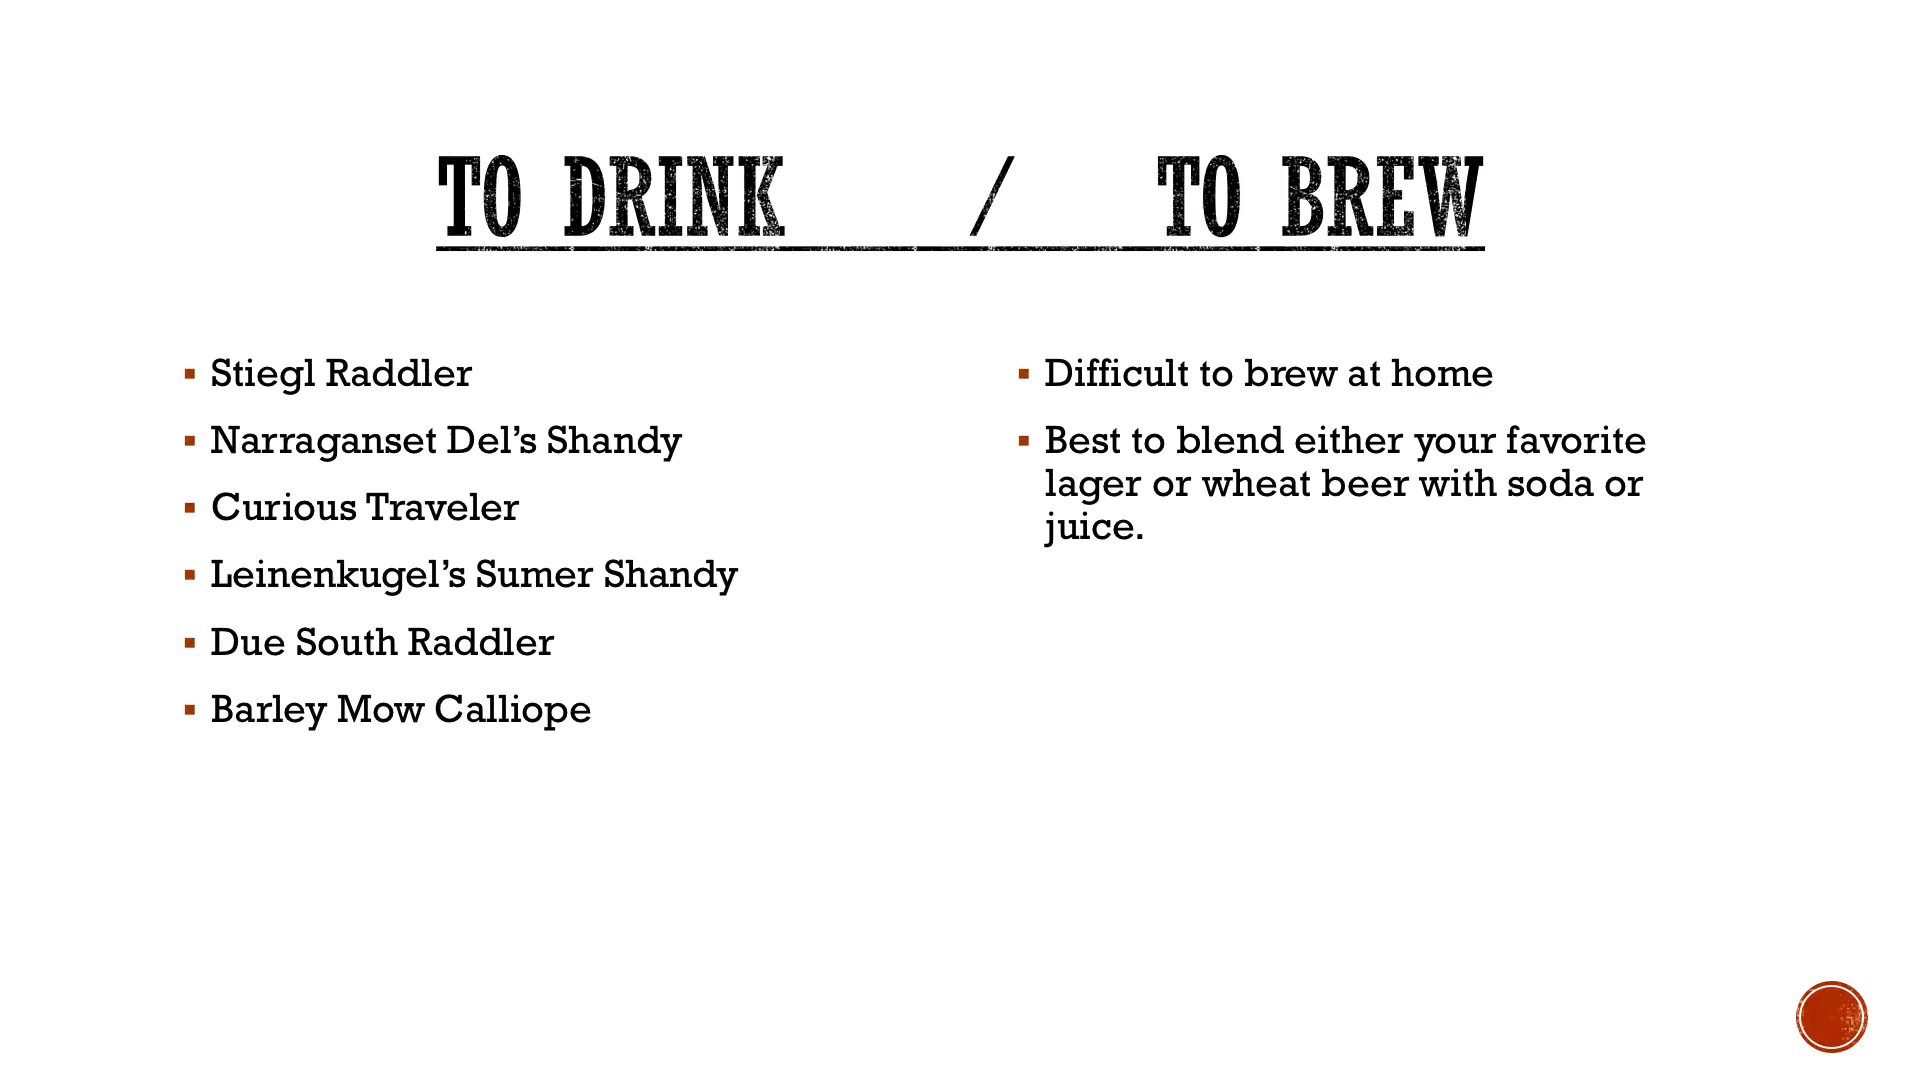 TO DRINK / TO BREW
▪ Stiegl Raddler
▪ Narraganset Del’s Shandy
▪ Curious Traveler
▪ Leinenkugel’s Sumer Shandy
▪ Due South Raddler
▪ Barley Mow Calliope
▪ Difficult to brew at home
▪ Best to blend either your favorite
lager or wheat beer with soda or
juice.